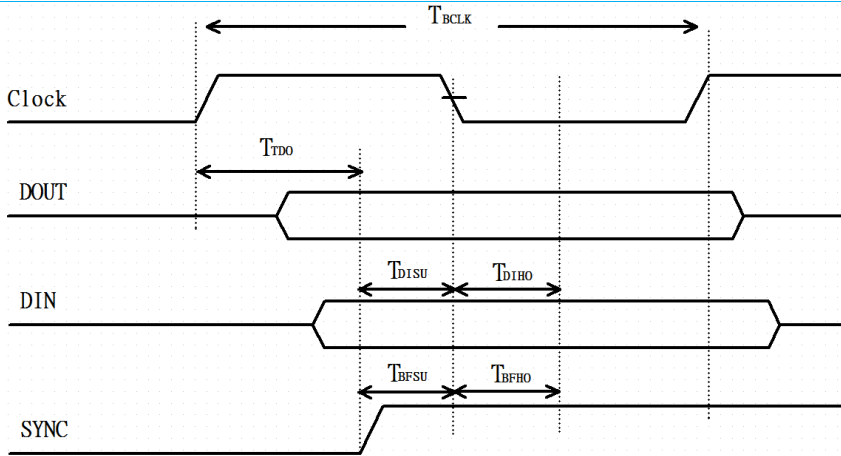 TBCLK
Clock
TTDO
DOUT
TDISU TDIHO
DIN
TBFSU TBFHO
SYNC